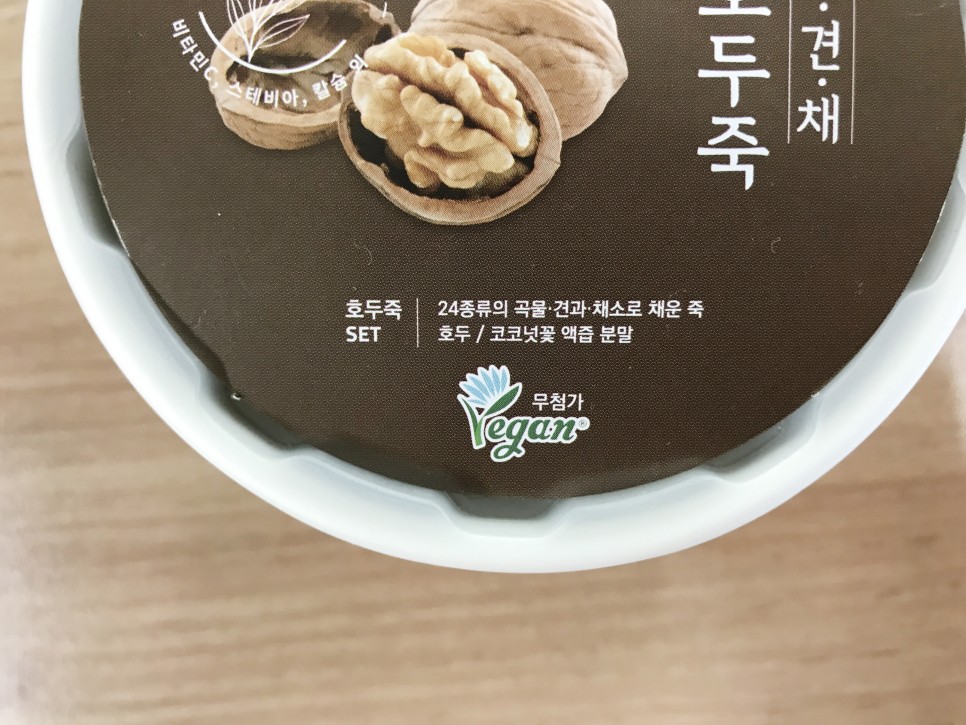 비타민C, 스테비아, 칼슘 외
두죽
·견·채
호두죽
SET
24종류의 곡물·견과·채소로 채운 죽
호두 / 코코넛꽃 액즙 분말
무첨가
Vegan®